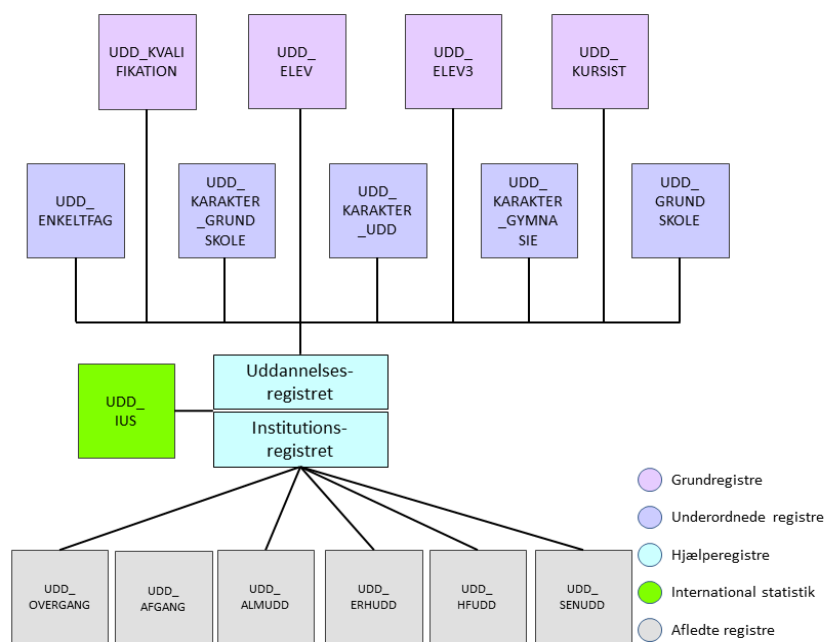 UDD_KVALI
FIKATION
UDD_
ELEV
UDD_
ELEV3
UDD_
KURSIST
UDD_
ENKELTFAG
UDD_
KARAKTER
_GRUND
SKOLE
UDD_
KARAKTER
_UDD
UDD_
KARAKTER
_GYMNA
SIE
UDD_
GRUND
SKOLE
Uddannelses-
registret
UDD_
IUS
Institutions-
registret
Grundregistre
Underordnede registre
Hjælperegistre
International statistik
Afledte registre
UDD_
OVERGANG
UDD_
AFGANG
UDD_
ALMUDD
UDD_
ERHUDD
UDD_
HFUDD
UDD_
SENUDD